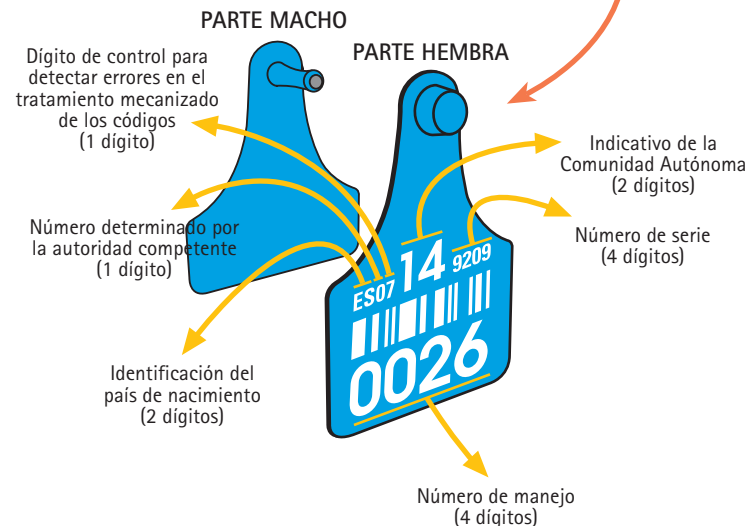 PARTE MACHO
Dígito de control para
detectar errores en el
tratamiento mecanizado
de los códigos
(1 dígito)
PARTE HEMBRA
Indicativo de la
Comunidad Autónoma
(2 dígitos)
Número determinado por
la autoridad competente
(1 dígito)
Número de serie
(4 dígitos)
ES07 14 9209
0026
Identificación del
país de nacimiento
(2 dígitos)
Número de manejo
(4 dígitos)